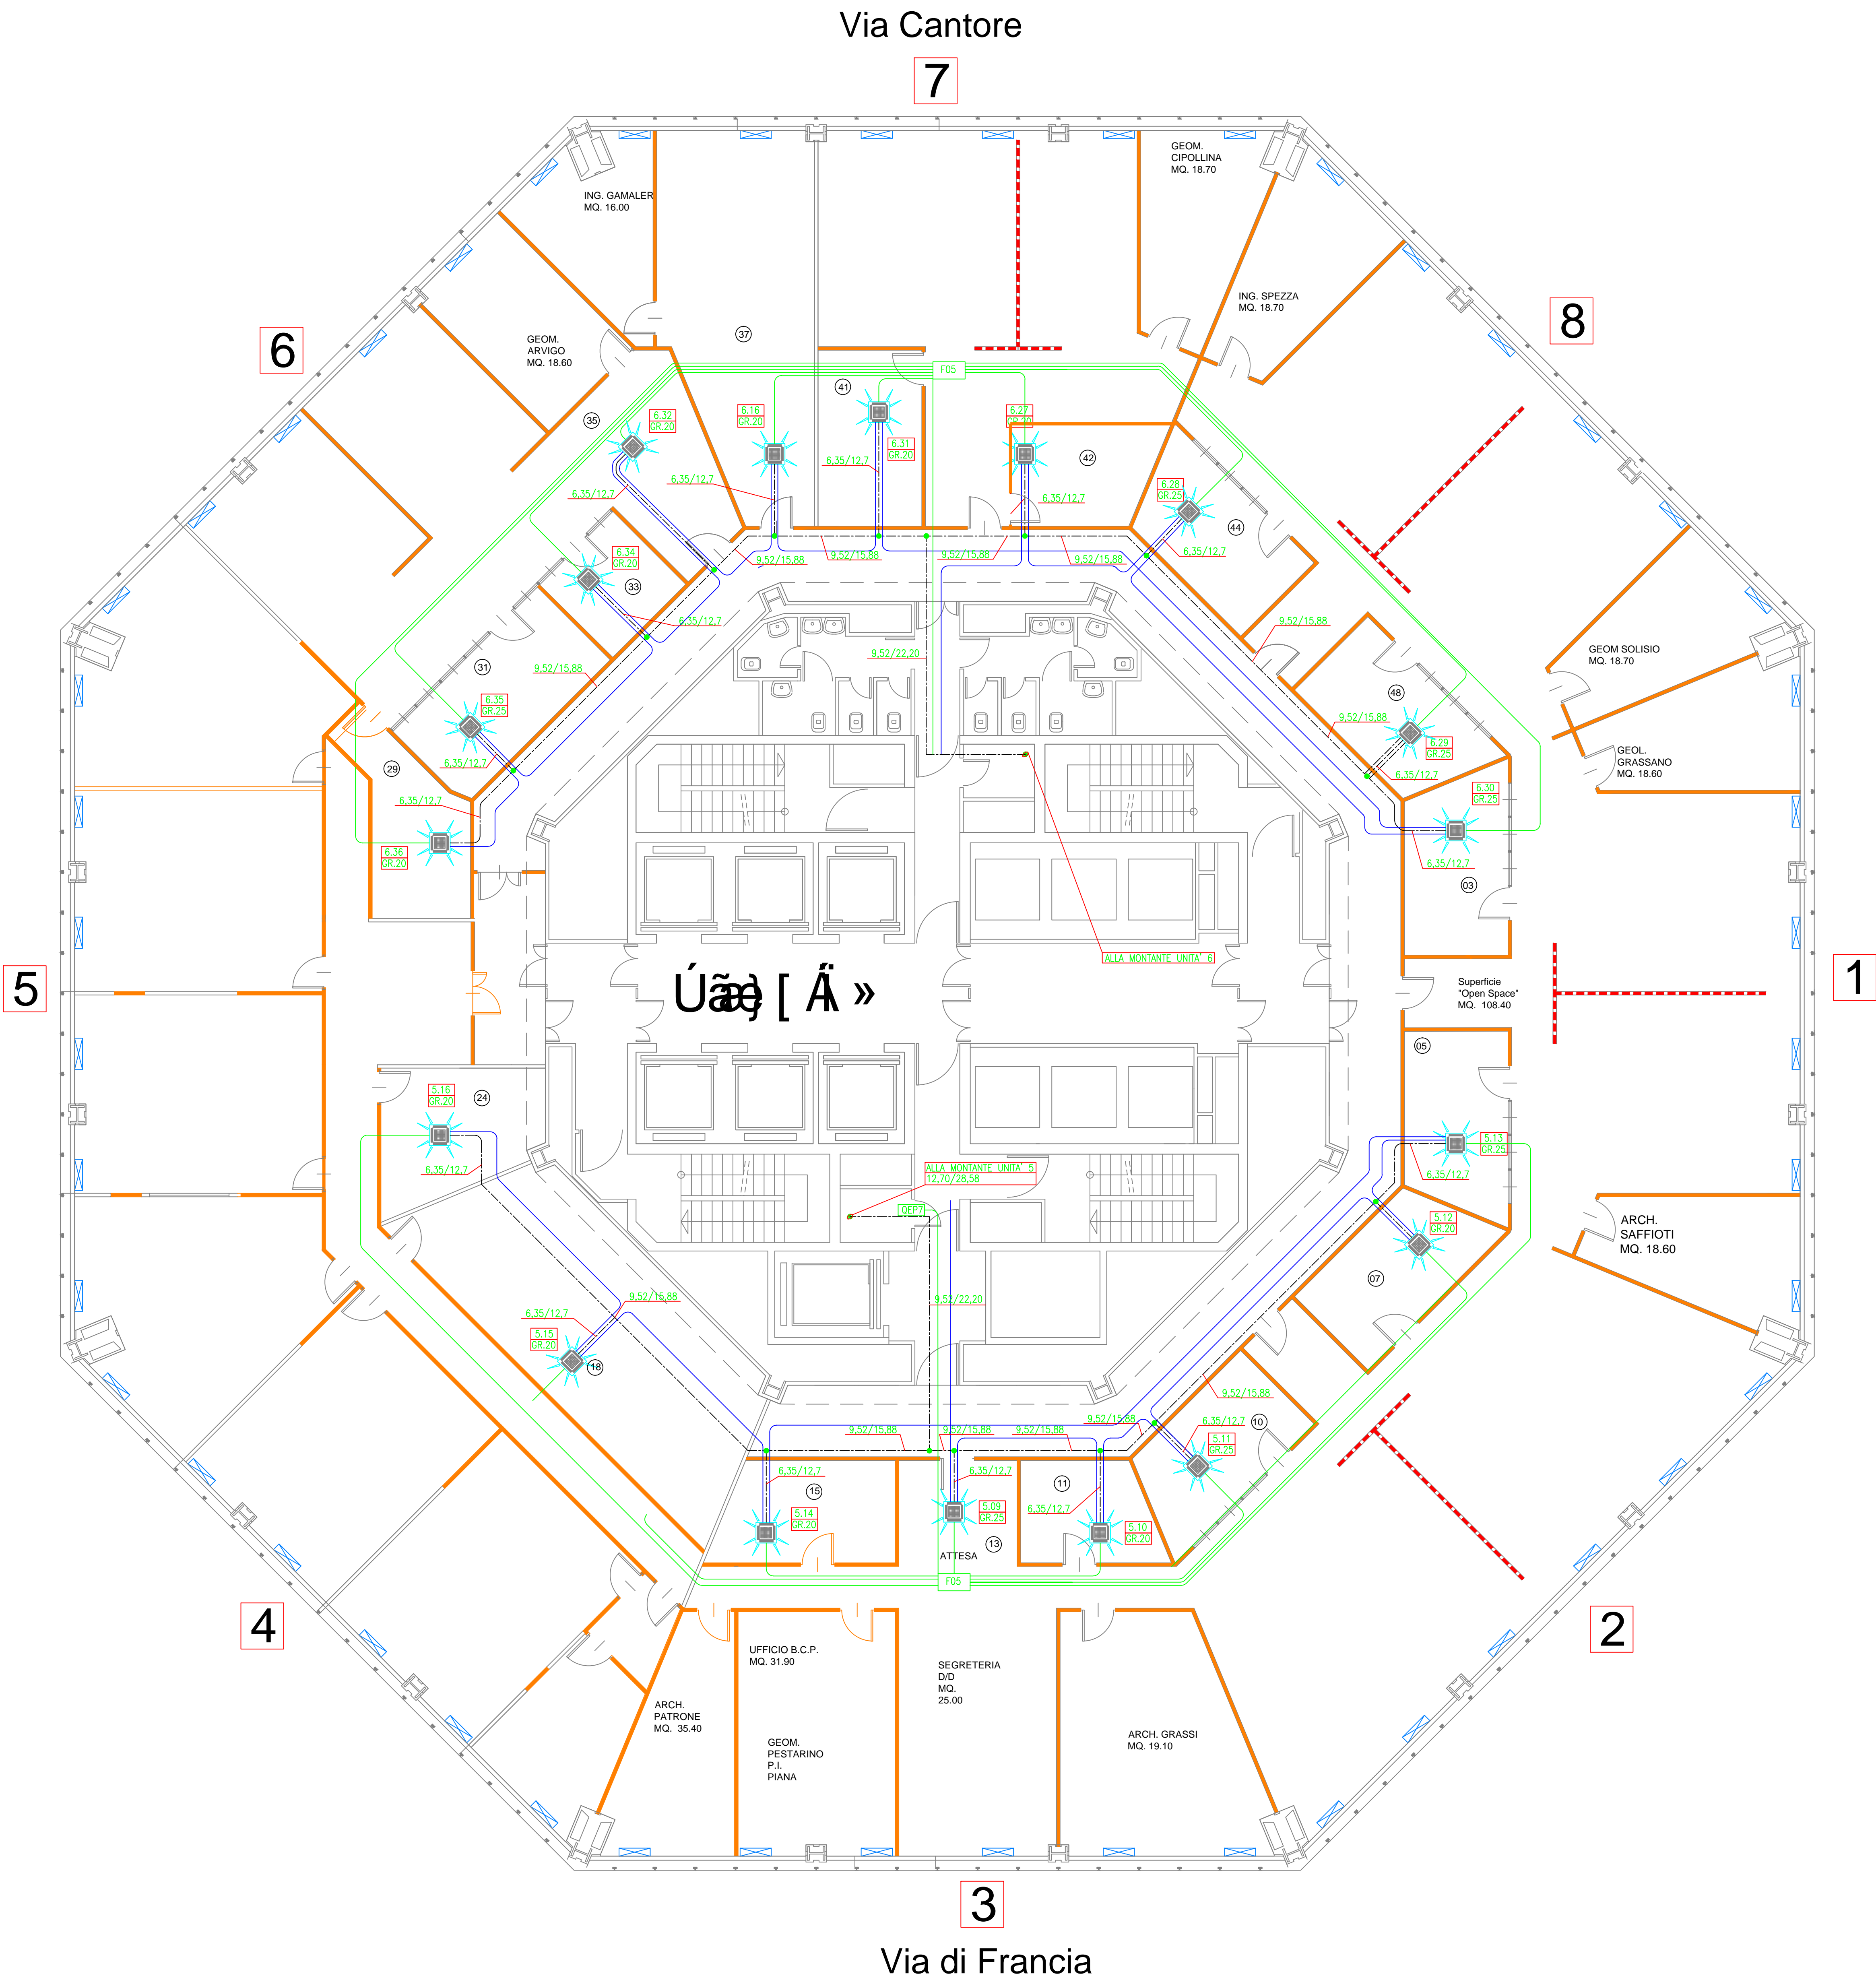 Via Cantore
7
GEOM.
CIPOLLINA
MQ. 18.70
ING. GAMALER
MQ. 16.00
ING. SPEZZA
MQ. 18.70
8
6
GEOM.
ARVIGO
MQ. 18.60
37
F05
41
35
6.32
GR.20
6.16
GR.20
6.31
GR.20
6.27
GR.20
42
6,35/12,7
6,35/12,7
6,35/12,7
6,35/12,7
6.28
GR.25
44
6,35/12,7
9,52/15,88
9,52/15,88
9,52/15,88
9,52/15,88
6.34
GR.20
33
6,35/12,7
9,52/15,88
GEOM SOLISIO
MQ. 18.70
9,52/22,20
31
9,52/15,88
6.35
GR.25
48
9,52/15,88
6.29
GR.25
GEOL.
GRASSANO
MQ. 18.60
29
6,35/12,7
6,35/12,7
6,35/12,7
6.30
GR.25
6.36
GR.20
6,35/12,7
03
ALLA MONTANTE UNITA' 6
5
Úãæ}[ Á »
Superficie
"Open Space"
MQ. 108.40
1
05
5.16
GR.20
24
5.13
GR.25
6,35/12,7
6,35/12,7
ALLA MONTANTE UNITA' 5
12,70/28,58
OEP7
5.12
GR.20
ARCH.
SAFFIOTI
MQ. 18.60
07
9,52/22,20
9,52/15,88
6,35/12,7
5.15
GR.20
18
9,52/15,88
9,52/15,88
9,52/15,88
9,52/15,88
9,52/15,88
6,35/12,7
10
5.11
GR.25
6,35/12,7
15
5.14
GR.20
6,35/12,7
5.09
GR.25
11
6,35/12,7
5.10
GR.20
13
ATTESA
F05
4
2
UFFICIO B.C.P.
MQ. 31.90
SEGRETERIA
D/D
MQ.
25.00
ARCH.
PATRONE
MQ. 35.40
GEOM.
PESTARINO
P.I.
PIANA
ARCH. GRASSI
MQ. 19.10
3
Via di Francia